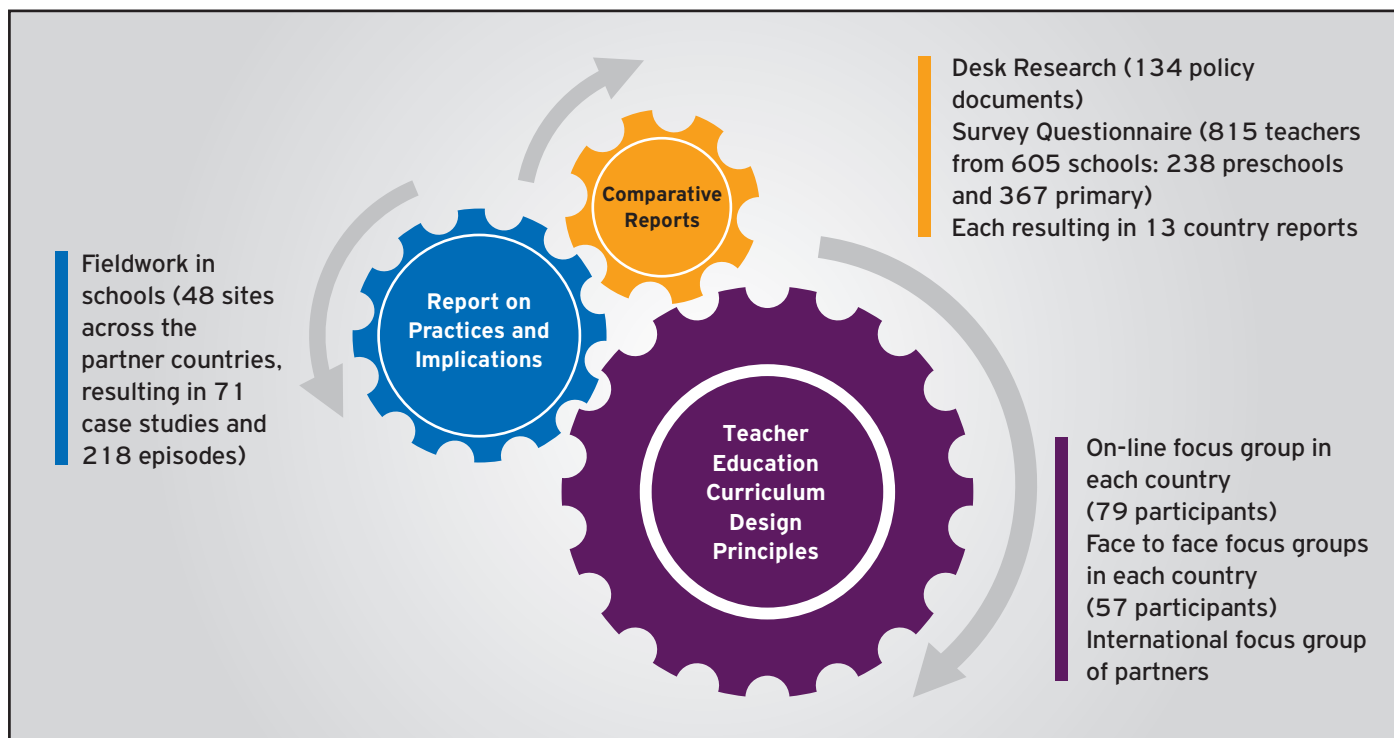 Desk Research (134 policy
documents)
Survey Questionnaire (815 teachers
from 605 schools: 238 preschools
and 367 primary)
Each resulting in 13 country reports
Comparative
Reports
Fieldwork in
schools (48 sites
across the
partner countries,
resulting in 71
case studies and
218 episodes)
Report on
Practices and
Implications
Teacher
Education
Curriculum
Design
Principles
On-line focus group in
each country
(79 participants)
Face to face focus groups
in each country
(57 participants)
International focus group
of partners